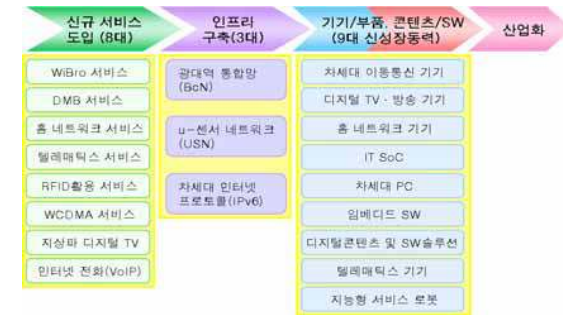 신규 서비스
도입 (8대)
인프라
구축(3대)
기기/부품, 콘텐츠/SW
(9대 신성장동력)
산업화
WiBro 서비스
DMB 서비스
홈 네트워크 서비스
텔레매틱스 서비스
RFID활용 서비스
WCDMA 서비스
지상파 디지털 TV
인터넷 전화(VoIP)
광대역 통합망
(BcN)
u-센서 네트워크
(USN)
차세대 인터넷
프로토콜(IPv6)
차세대 이동통신 기기
디지털 TV·방송 기기
홈 네트워크 기기
IT SoC
차세대 PC
임베디드 SW
디지털콘텐츠 및 SW솔루션
텔레매틱스 기기
지능형 서비스 로봇